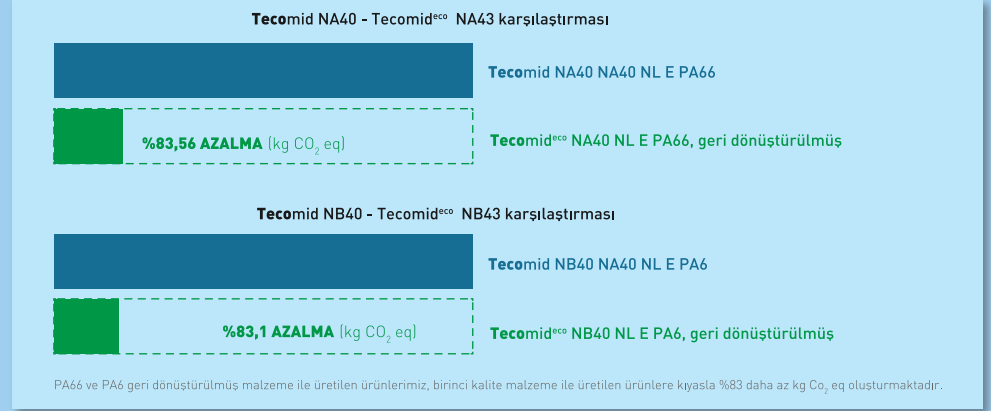 Tecomid NA40 - Tecomidᵉᶜᵒ NA43 karşılaştırması
Tecomid NA40 NA40 NL E PA66
%83,56 AZALMA (kg CO₂ eq)
Tecomidᵉᶜᵒ NA40 NL E PA66, geri dönüştürülmüş
Tecomid NB40 - Tecomidᵉᶜᵒ NB43 karşılaştırması
Tecomid NB40 NA40 NL E PA6
%83,1 AZALMA (kg CO₂ eq)
Tecomidᵉᶜᵒ NB40 NL E PA6, geri dönüştürülmüş
PA66 ve PA6 geri dönüştürülmüş malzeme ile üretilen ürünlerimiz, birinci kalite malzeme ile üretilen ürünlere kıyasla %83 daha az kg Co₂ eq oluşturmaktadır.